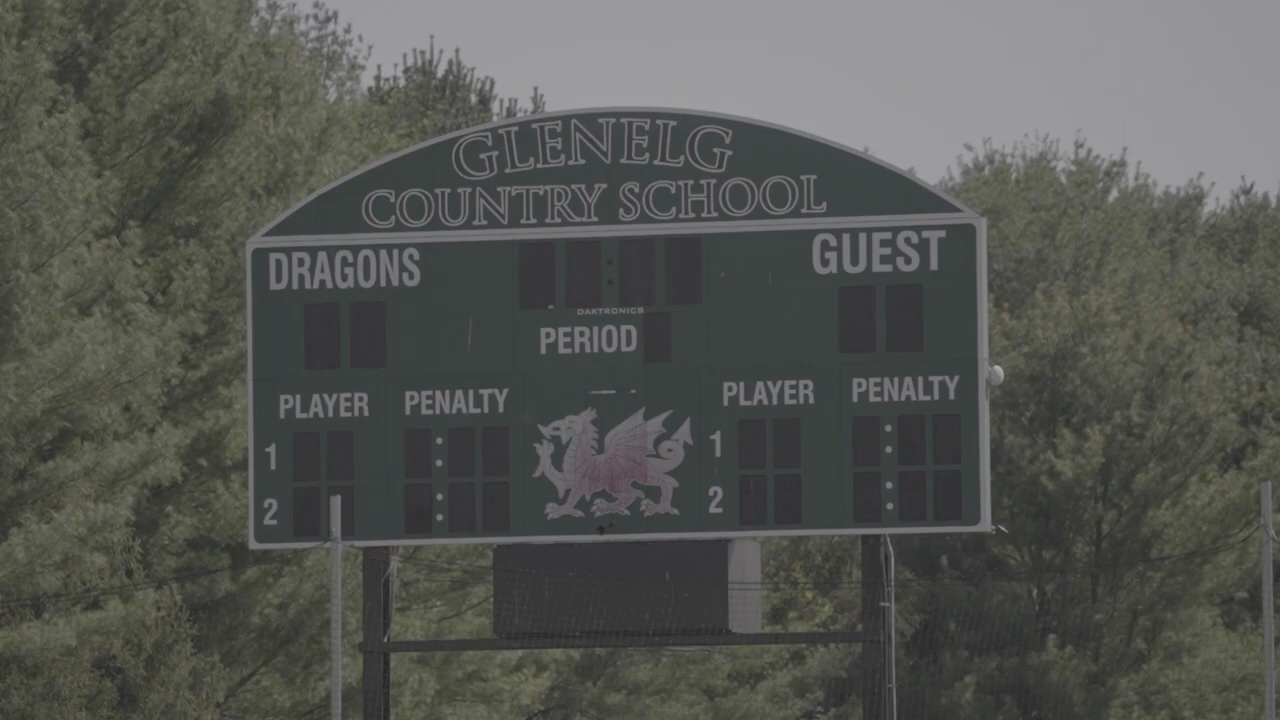 GLENELG
COUNTRY SCHOOL
DRAGONS
GUEST
DAKTRONICS
PERIOD
PLAYER PENALTY
PLAYER PENALTY
1
2
1
2